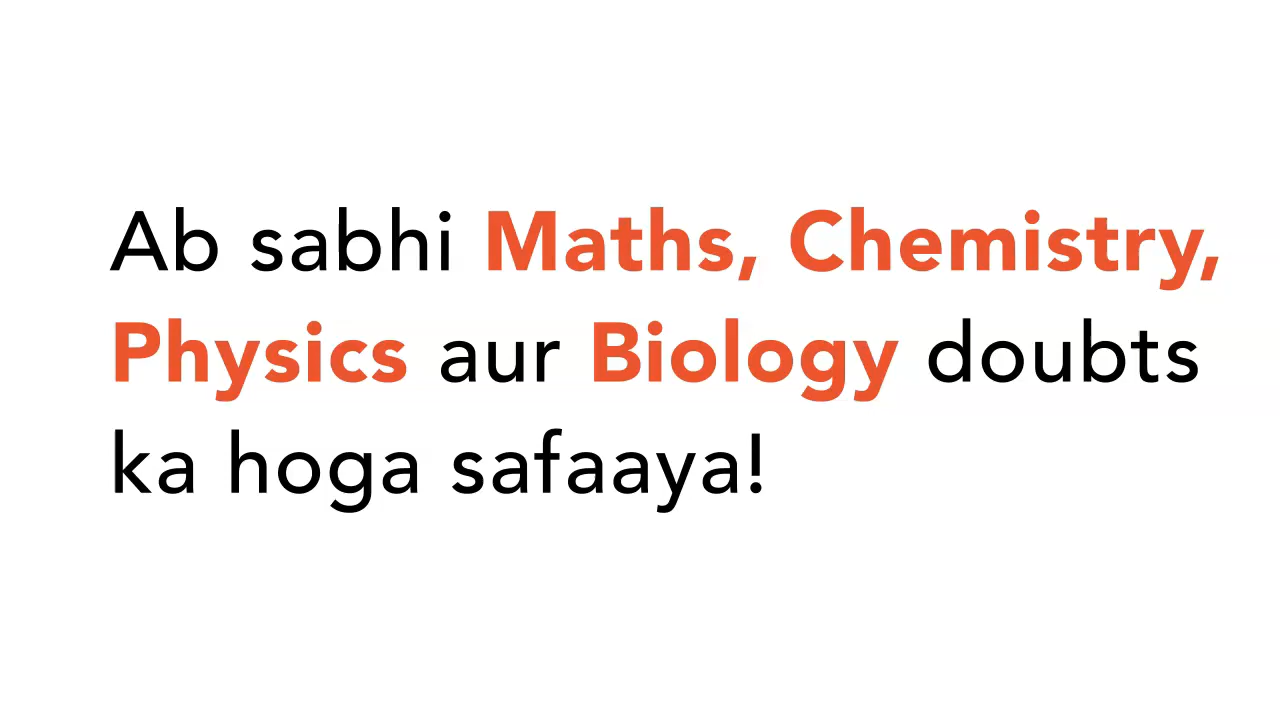 Ab sabhi Maths, Chemistry,
Physics aur Biology doubts
ka hoga safaaya!